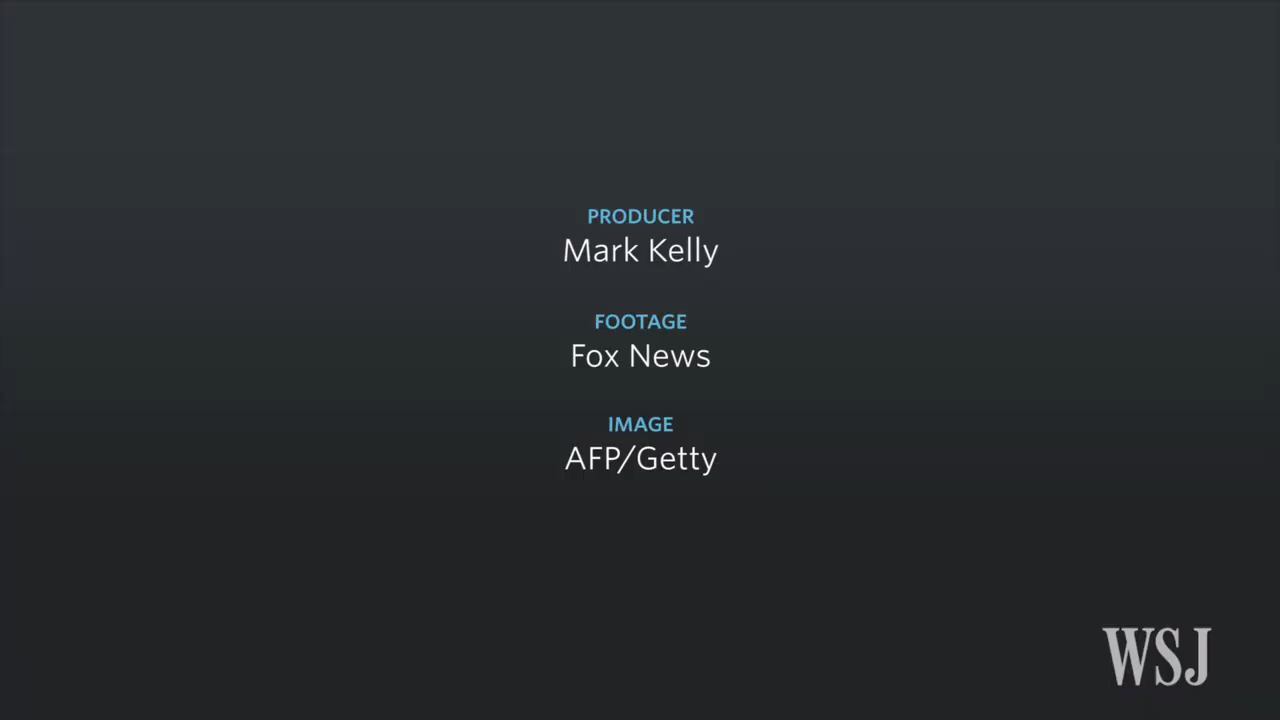 PRODUCER
Mark Kelly
FOOTAGE
Fox News
IMAGE
AFP/Getty
WSJ